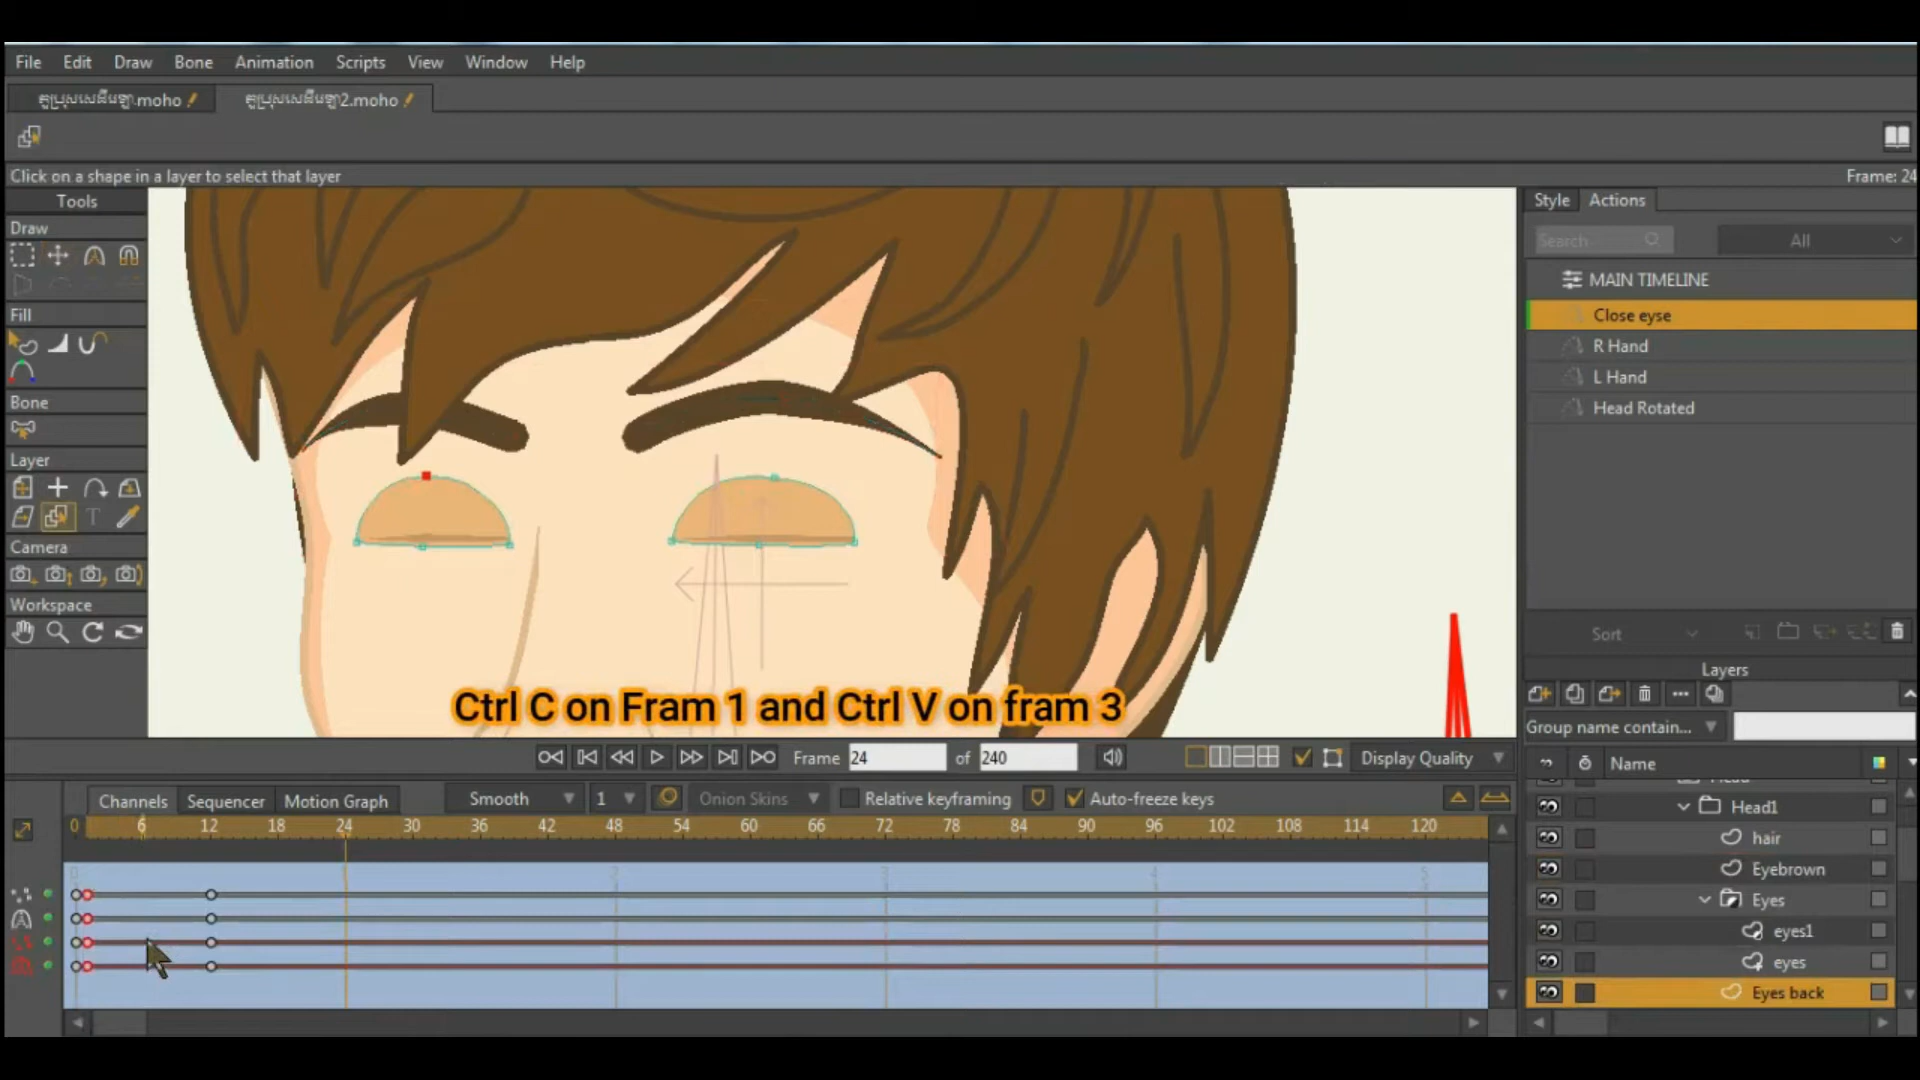 File Edit Draw Bone Animation Scripts View Window Help
Click on a shape in a layer to select that layer Frame: 24
Tools
Draw
Fill
Bone
Layer
Camera
Workspace
Style Actions
Search All
MAIN TIMELINE
Close eyse
R Hand
L Hand
Head Rotated
Sort
Ctrl C on Fram 1 and Ctrl V on fram 3
Layers
Group name contain...
Name
Head1
hair
Eyebrown
Eyes
eyes1
eyes
Eyes back
Frame 24 of 240 Display Quality
Channels Sequencer Motion Graph Smooth 1 Onion Skins Relative keyframing Auto-freeze keys
0 6 12 18 24 30 36 42 48 54 60 66 72 78 84 90 96 102 108 114 120
0 2 3 4 5